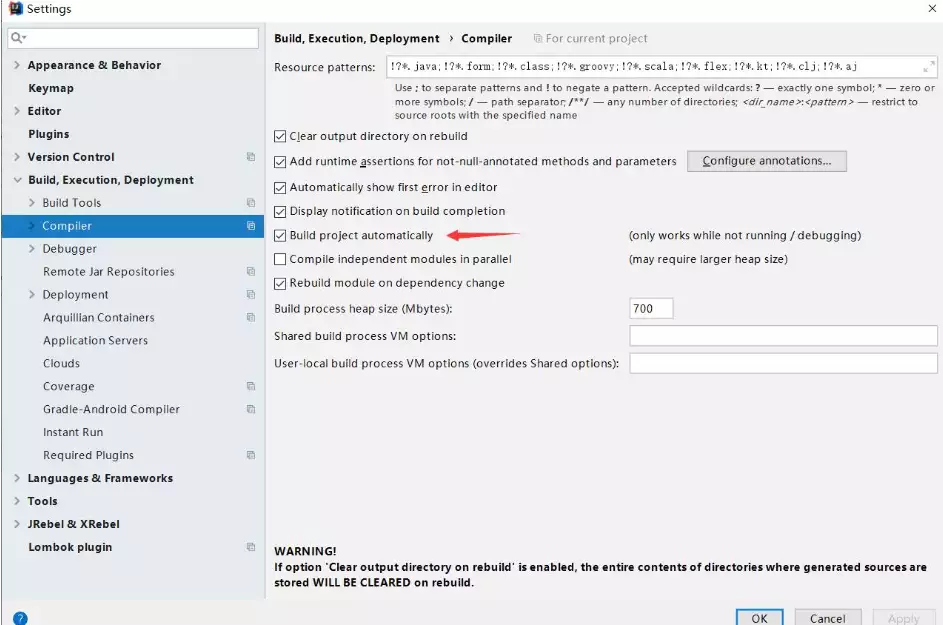 Settings
Appearance & Behavior
Keymap
Editor
Plugins
Version Control
Build, Execution, Deployment
Build Tools
Compiler
Debugger
Remote Jar Repositories
Deployment
Arquillian Containers
Application Servers
Clouds
Coverage
Gradle-Android Compiler
Instant Run
Required Plugins
Languages & Frameworks
Tools
JRebel & XRebel
Lombok plugin
Build, Execution, Deployment › Compiler For current project
Resource patterns: !?*.java;!?*.form;!?*.class;!?*.groovy;!?*.scala;!?*.flex;!?*.kt;!?*.clj;!?*.aj
Use ; to separate patterns and ! to negate a pattern. Accepted wildcards: ? — exactly one symbol; * — zero or
more symbols; / — path separator; /**/ — any number of directories; <dir_name>:<pattern> — restrict to
source roots with the specified name
Clear output directory on rebuild
Add runtime assertions for not-null-annotated methods and parameters Configure annotations...
Automatically show first error in editor
Display notification on build completion
Build project automatically (only works while not running / debugging)
Compile independent modules in parallel (may require larger heap size)
Rebuild module on dependency change
Build process heap size (Mbytes): 700
Shared build process VM options:
User-local build process VM options (overrides Shared options):
WARNING!
If option 'Clear output directory on rebuild' is enabled, the entire contents of directories where generated sources are
stored WILL BE CLEARED on rebuild.
? OK Cancel Apply